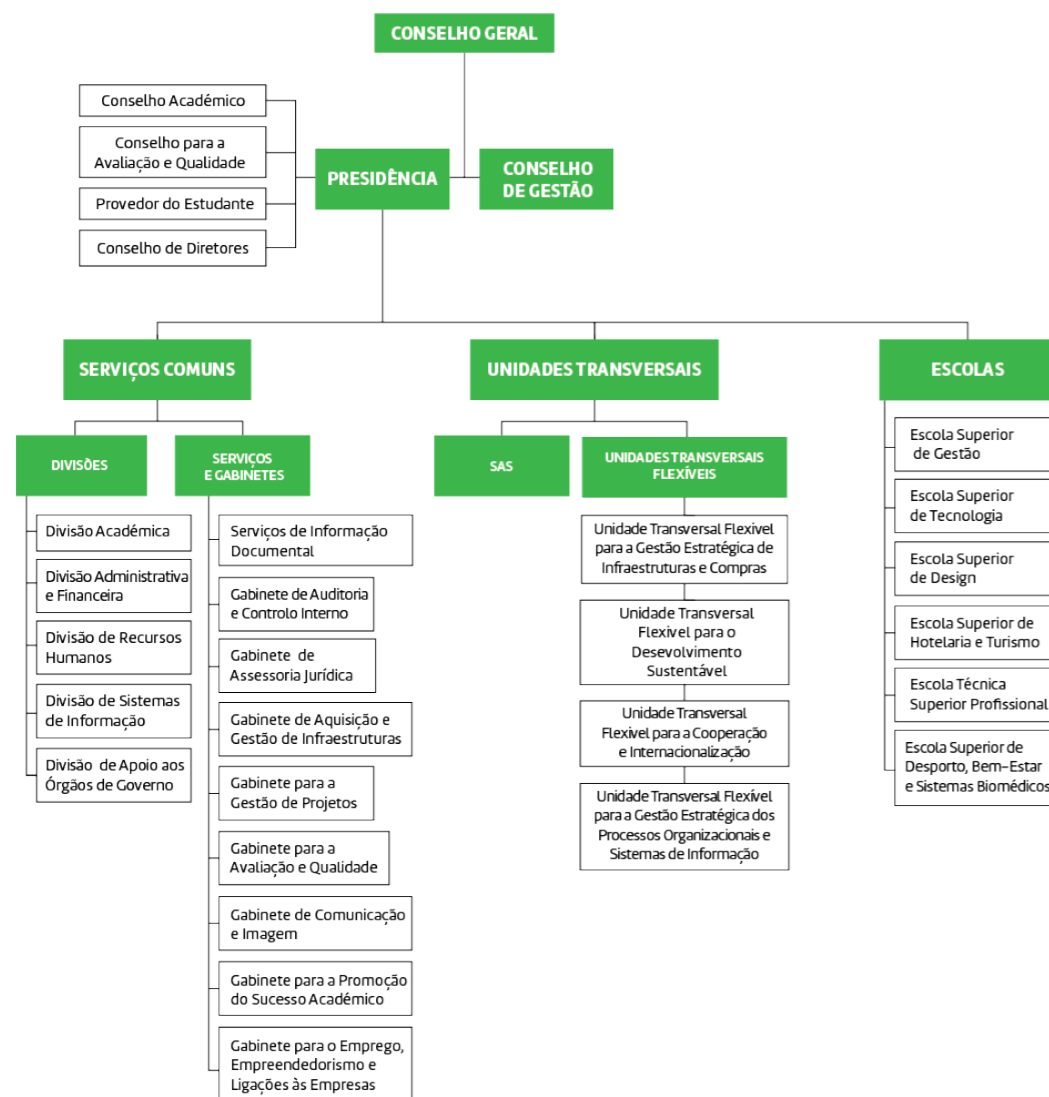 CONSELHO GERAL
Conselho Académico
Conselho para a
Avaliação e Qualidade
Provedor do Estudante
Conselho de Diretores
PRESIDÊNCIA
CONSELHO
DE GESTÃO
SERVIÇOS COMUNS
UNIDADES TRANSVERSAIS
ESCOLAS
DIVISÕES
SERVIÇOS
E GABINETES
SAS
UNIDADES TRANSVERSAIS
FLEXÍVEIS
Divisão Académica
Divisão Administrativa
e Financeira
Divisão de Recursos
Humanos
Divisão de Sistemas
de Informação
Divisão de Apoio aos
Órgãos de Governo
Serviços de Informação
Documental
Gabinete de Auditoria
e Controlo Interno
Gabinete de
Assessoria Jurídica
Gabinete de Aquisição e
Gestão de Infraestruturas
Gabinete para a
Gestão de Projetos
Gabinete para a
Avaliação e Qualidade
Gabinete de Comunicação
e Imagem
Gabinete para a Promoção
do Sucesso Académico
Gabinete para o Emprego,
Empreendedorismo e
Ligações às Empresas
Unidade Transversal Flexivel
para a Gestão Estratégica de
Infraestruturas e Compras
Unidade Transversal
Flexivel para o
Desevolvimento
Sustentável
Unidade Transversal
Flexivel para a Cooperação
e Internacionalização
Unidade Transversal Flexível
para a Gestão Estratégica dos
Processos Organizacionais e
Sistemas de Informação
Escola Superior
de Gestão
Escola Superior
de Tecnologia
Escola Superior
de Design
Escola Superior de
Hotelaria e Turismo
Escola Técnica
Superior Profissional
Escola Superior de
Desporto, Bem-Estar
e Sistemas Biomédicos